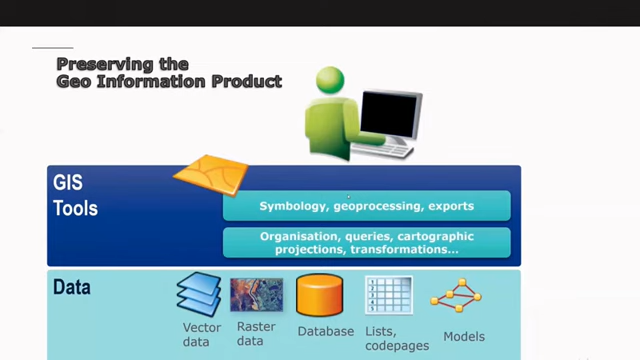 Preserving the
Geo Information Product
GIS
Tools
Symbology, geoprocessing, exports
Organisation, queries, cartographic
projections, transformations...
Data
Vector
data
Raster
data
Database
Lists,
codepages
Models